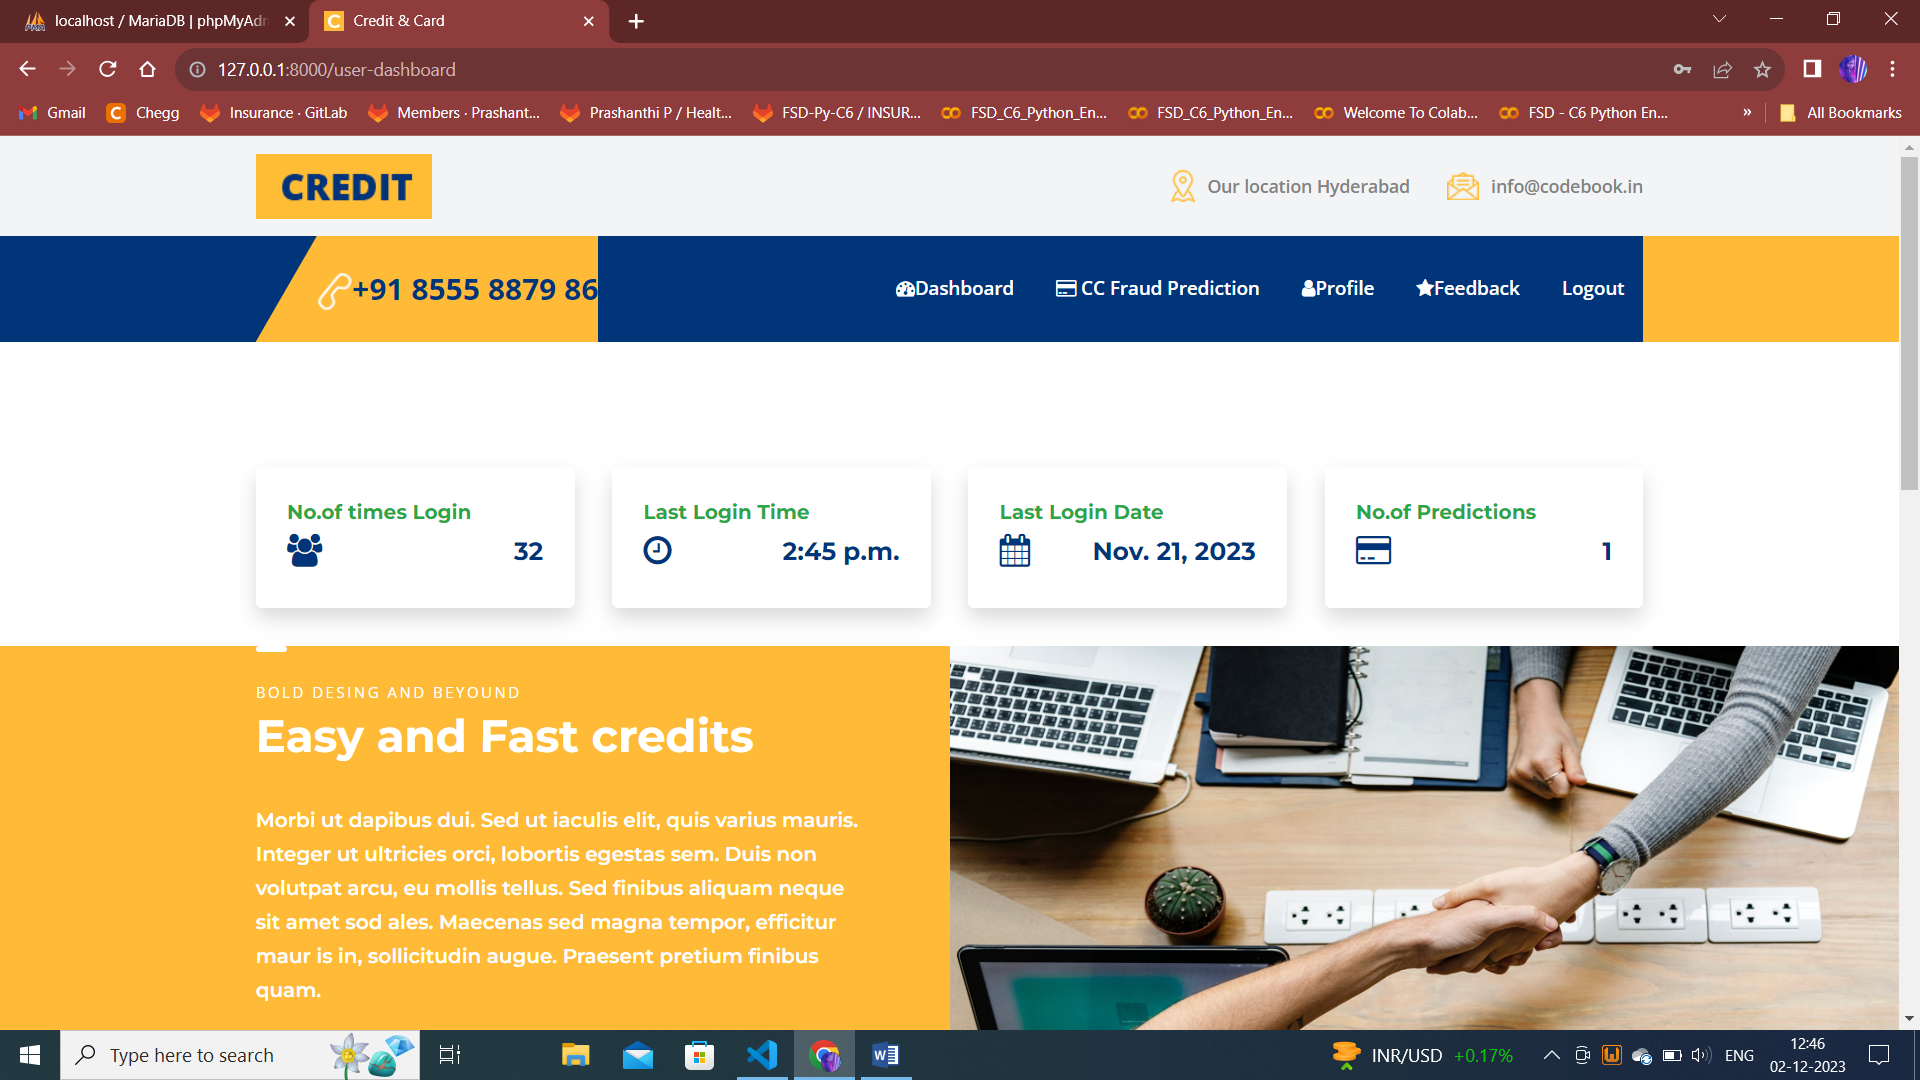 localhost / MariaDB | phpMyAdn
Credit & Card
127.0.0.1:8000/user-dashboard
Gmail
Chegg
Insurance · GitLab
Members · Prashant...
Prashanthi P / Healt...
FSD-Py-C6 / INSUR...
FSD_C6_Python_En...
FSD_C6_Python_En...
Welcome To Colab...
FSD - C6 Python En...
»
All Bookmarks
CREDIT
Our location Hyderabad
info@codebook.in
+91 8555 8879 86
Dashboard
CC Fraud Prediction
Profile
Feedback
Logout
No.of times Login
32
Last Login Time
2:45 p.m.
Last Login Date
Nov. 21, 2023
No.of Predictions
1
BOLD DESING AND BEYOUND
Easy and Fast credits
Morbi ut dapibus dui. Sed ut iaculis elit, quis varius mauris.
Integer ut ultricies orci, lobortis egestas sem. Duis non
volutpat arcu, eu mollis tellus. Sed finibus aliquam neque
sit amet sod ales. Maecenas sed magna tempor, efficitur
maur is in, sollicitudin augue. Praesent pretium finibus
quam.
Type here to search
INR/USD +0.17%
ENG
12:46
02-12-2023